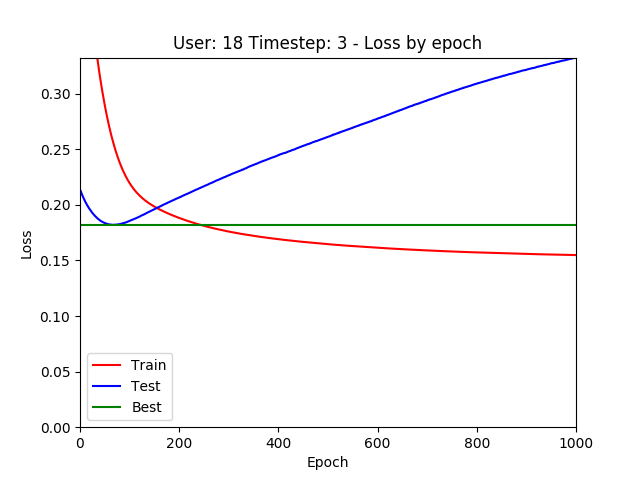 User: 18 Timestep: 3 - Loss by epoch
Loss
0.30
0.25
0.20
0.15
0.10
0.05
0.00
Train
Test
Best
0 200 400 600 800 1000
Epoch